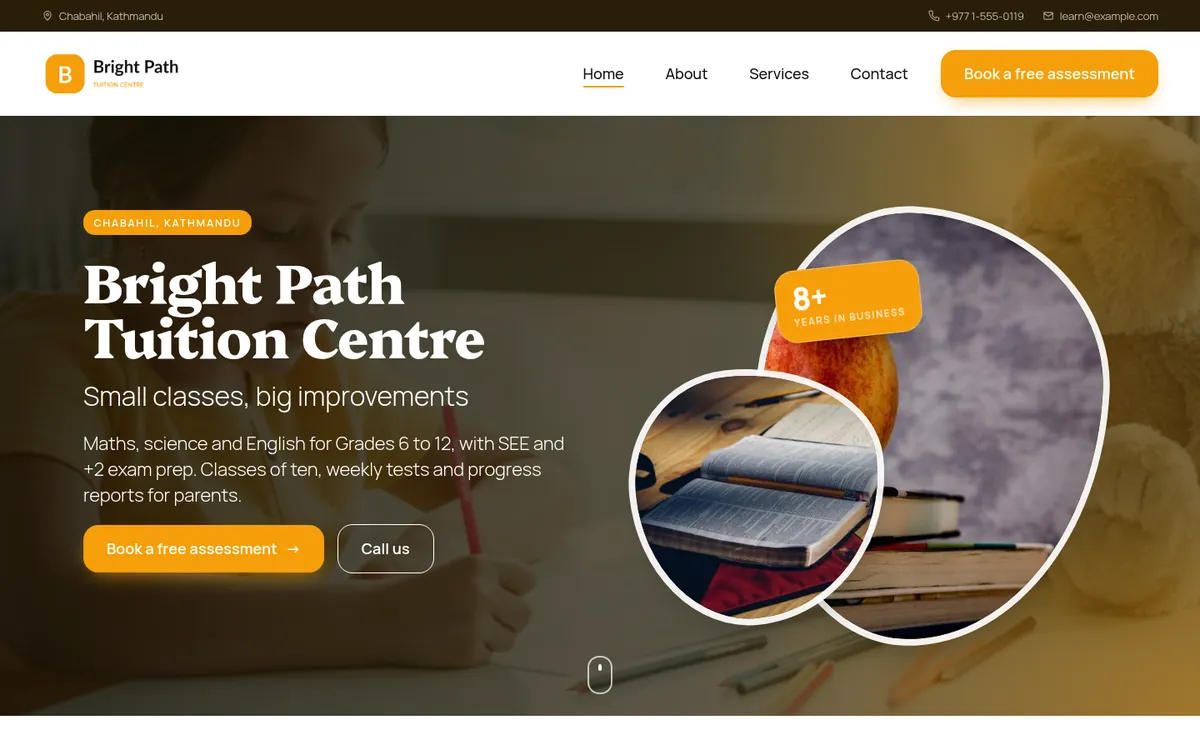 Chabahil, Kathmandu
+977 1-555-0119
learn@example.com
B
Bright Path
TUITION CENTRE
Home
About
Services
Contact
Book a free assessment
CHABAHIL, KATHMANDU
Bright Path
Tuition Centre
Small classes, big improvements
Maths, science and English for Grades 6 to 12, with SEE and
+2 exam prep. Classes of ten, weekly tests and progress
reports for parents.
Book a free assessment →
Call us
8+
YEARS IN BUSINESS